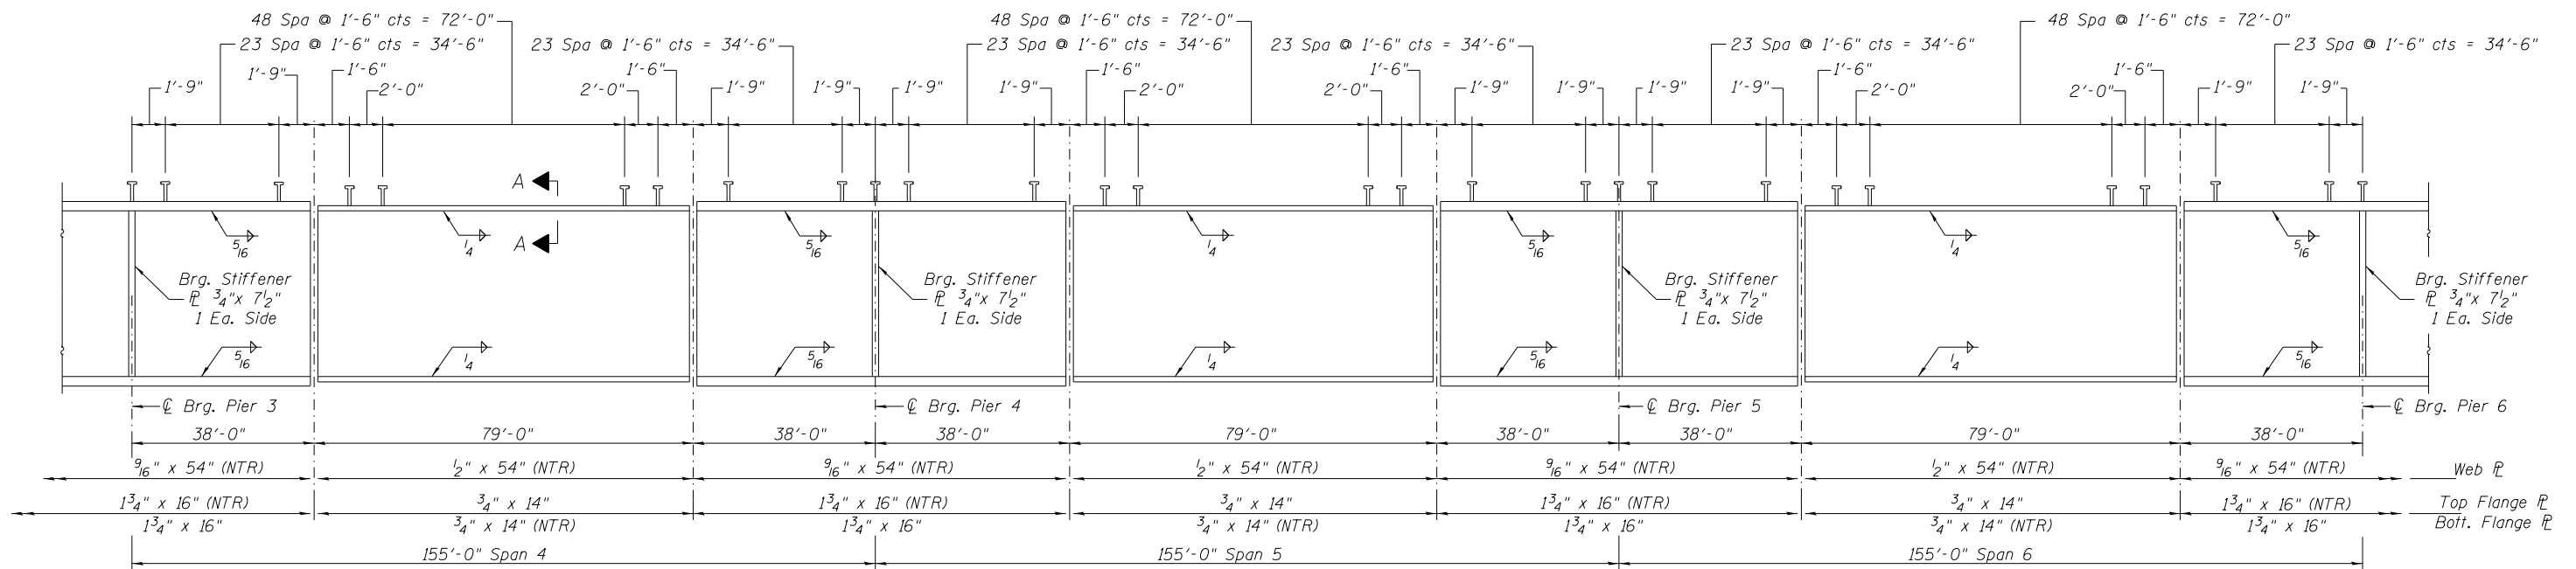 48 Spa @ 1'-6" cts = 72'-0"
48 Spa @ 1'-6" cts = 72'-0"
48 Spa @ 1'-6" cts = 72'-0"
23 Spa @ 1'-6" cts = 34'-6"
23 Spa @ 1'-6" cts = 34'-6"
23 Spa @ 1'-6" cts = 34'-6"
23 Spa @ 1'-6" cts = 34'-6"
23 Spa @ 1'-6" cts = 34'-6"
23 Spa @ 1'-6" cts = 34'-6"
1'-9" 1'-6" 1'-6" 1'-6" 1'-6" 1'-6" 1'-6"
1'-9" 2'-0" 2'-0" 1'-9" 1'-9" 1'-9" 1'-9" 2'-0" 2'-0" 1'-9" 1'-9" 1'-9" 1'-9" 2'-0" 2'-0" 1'-9" 1'-9"
A
A
5/16 1/4 5/16 1/4 5/16 1/4 5/16
Brg. Stiffener
℄ 3/4"x 7 1/2"
1 Ea. Side
Brg. Stiffener
℄ 3/4"x 7 1/2"
1 Ea. Side
Brg. Stiffener
℄ 3/4"x 7 1/2"
1 Ea. Side
Brg. Stiffener
℄ 3/4"x 7 1/2"
1 Ea. Side
5/16 1/4 5/16 1/4 5/16 1/4 5/16
℄ Brg. Pier 3
℄ Brg. Pier 4
℄ Brg. Pier 5
℄ Brg. Pier 6
38'-0" 79'-0" 38'-0" 38'-0" 79'-0" 38'-0" 38'-0" 79'-0" 38'-0"
9/16" x 54" (NTR) 1/2" x 54" (NTR) 9/16" x 54" (NTR) 1/2" x 54" (NTR) 9/16" x 54" (NTR) 1/2" x 54" (NTR) 9/16" x 54" (NTR) Web ℄
1 3/4" x 16" (NTR) 3/4" x 14" 1 3/4" x 16" (NTR) 3/4" x 14" 1 3/4" x 16" (NTR) 3/4" x 14" 1 3/4" x 16" (NTR) Top Flange ℄
1 3/4" x 16" 3/4" x 14" (NTR) 1 3/4" x 16" 3/4" x 14" (NTR) 1 3/4" x 16" 3/4" x 14" (NTR) 1 3/4" x 16" Bott. Flange ℄
155'-0" Span 4 155'-0" Span 5 155'-0" Span 6